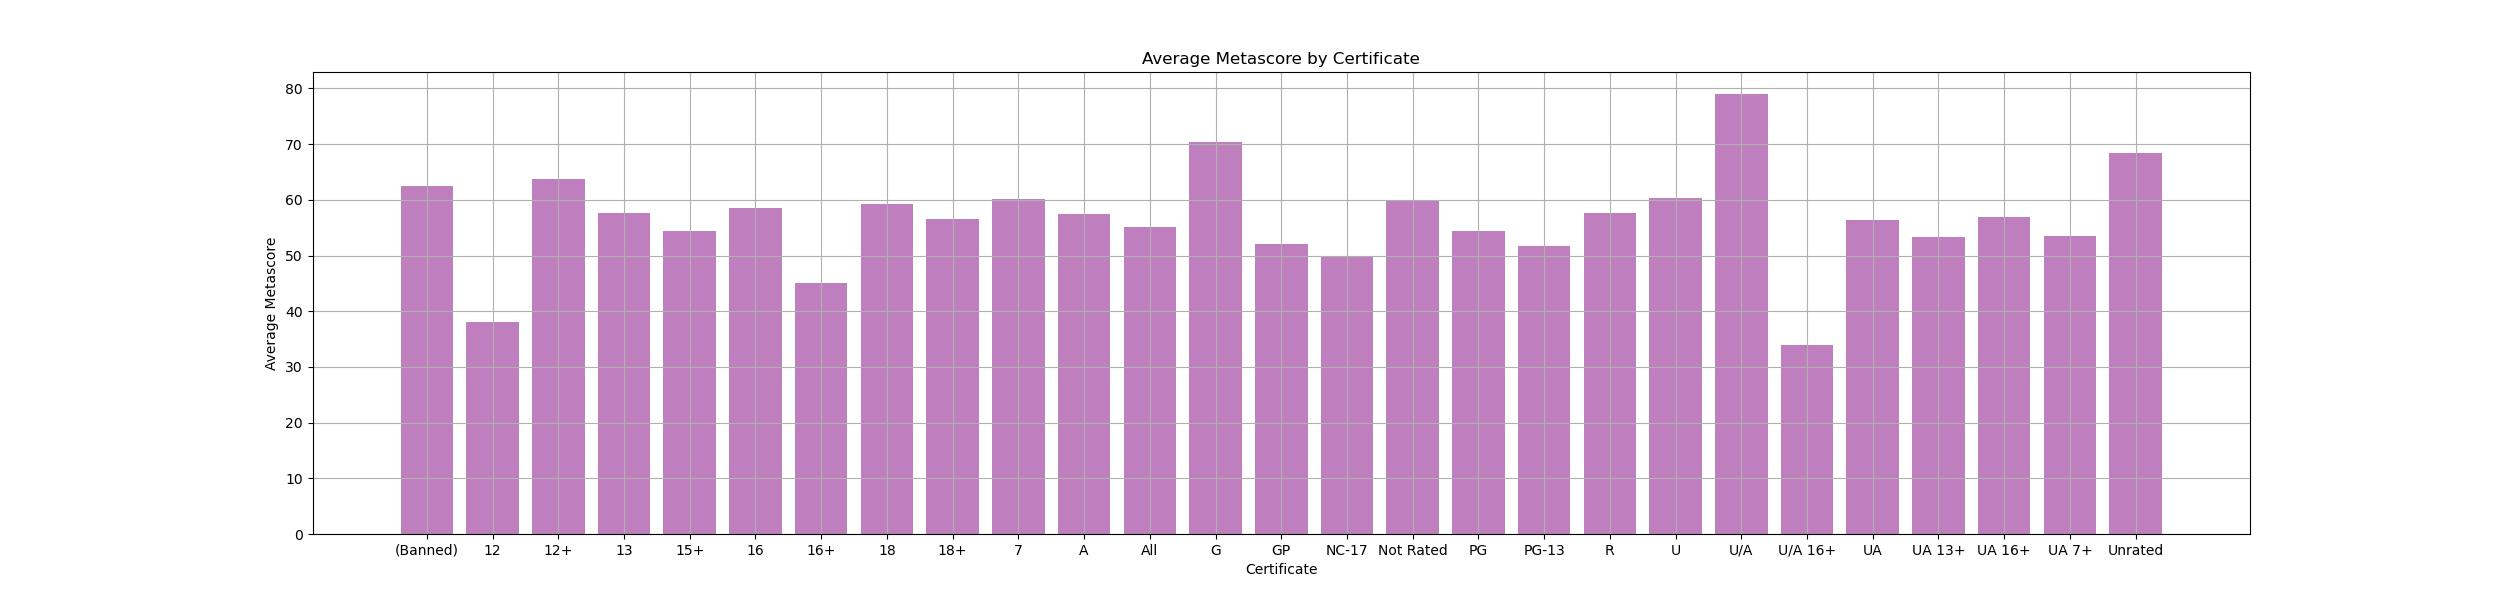 Average Metascore by Certificate
Average Metascore
80
70
60
50
40
30
20
10
0
(Banned) 12 12+ 13 15+ 16 16+ 18 18+ 7 A All G GP NC-17 Not Rated PG PG-13 R U U/A U/A 16+ UA UA 13+ UA 16+ UA 7+ Unrated
Certificate